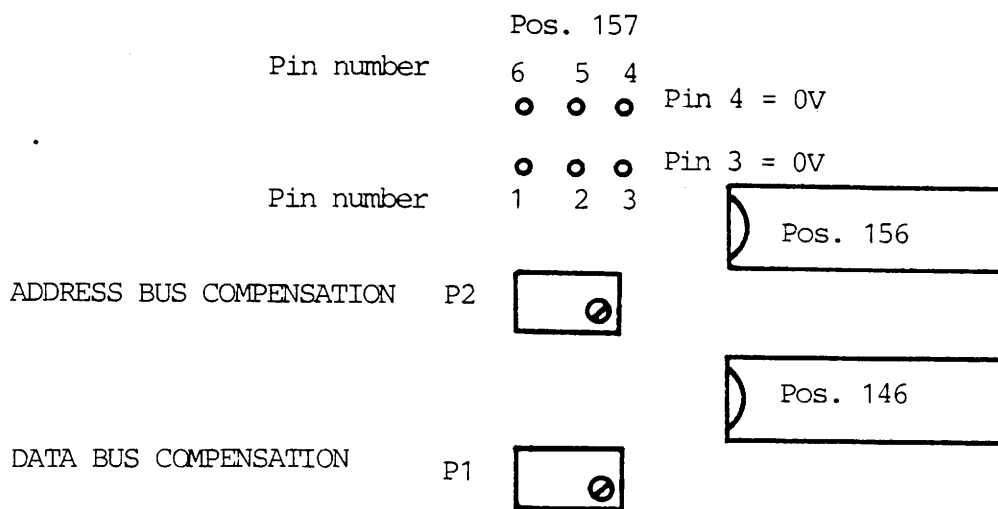 Pos. 157
Pin number 6 5 4
Pin 4 = 0V
Pin 3 = 0V
Pin number 1 2 3
Pos. 156
ADDRESS BUS COMPENSATION P2
Pos. 146
DATA BUS COMPENSATION P1